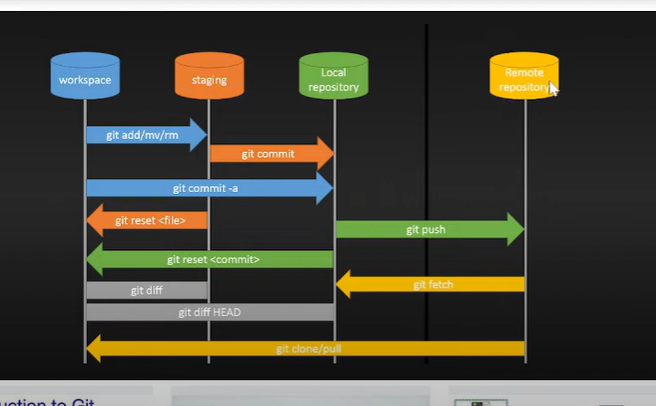 workspace
staging
Local
repository
Remote
repository
git add/mv/rm
git commit
git commit -a
git reset <file>
git push
git reset <commit>
git fetch
git diff
git diff HEAD
git clone/pull
to Git